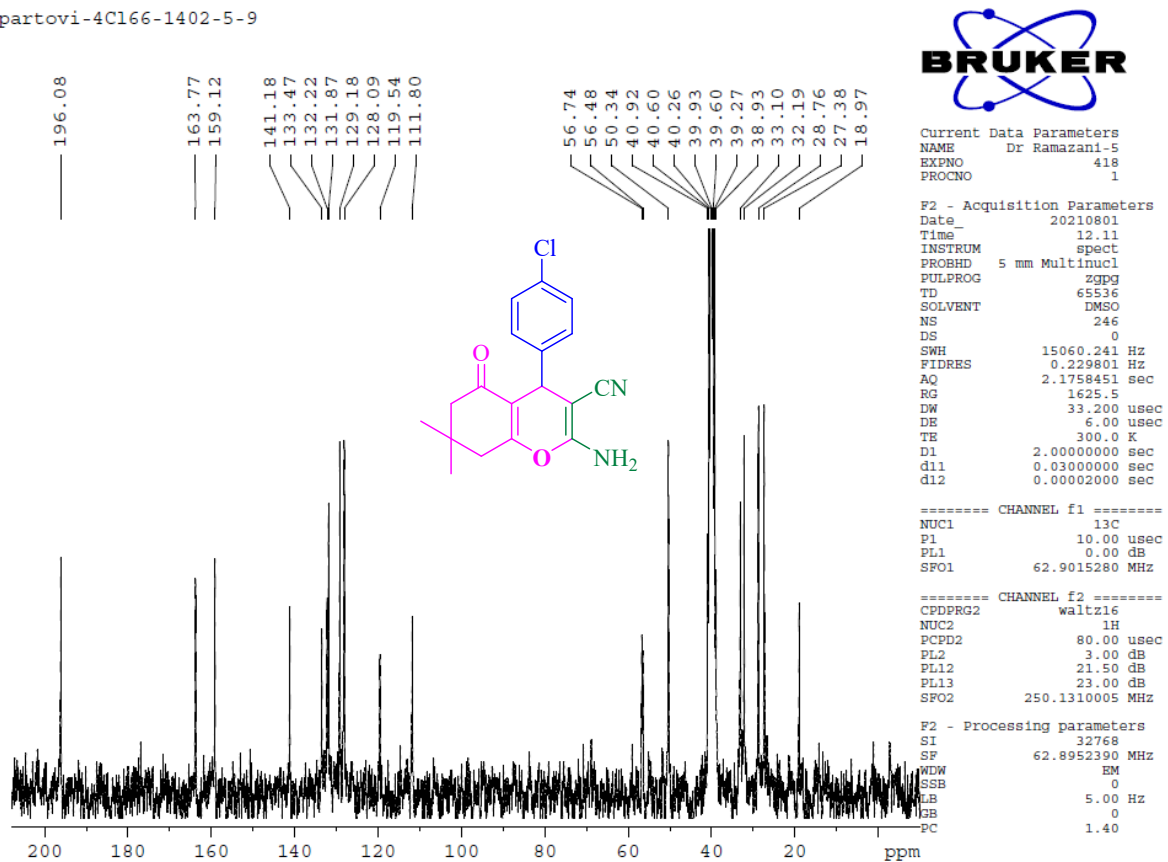 partovi-4Cl66-1402-5-9
196.08
163.77
159.12
141.18
133.47
132.22
131.87
129.18
128.09
119.54
111.80
56.74
56.48
50.34
40.92
40.60
40.26
39.93
39.60
39.27
38.93
33.10
32.19
28.76
27.38
18.97
BRUKER
Current Data Parameters
NAME Dr Ramazani-5
EXPNO 418
PROCNO 1
F2 - Acquisition Parameters
Date_ 20210801
Time 12.11
INSTRUM spect
PROBHD 5 mm Multinucl
PULPROG zgpg
TD 65536
SOLVENT DMSO
NS 246
DS 0
SWH 15060.241 Hz
FIDRES 0.229801 Hz
AQ 2.1758451 sec
RG 1625.5
DW 33.200 usec
DE 6.00 usec
TE 300.0 K
D1 2.00000000 sec
d11 0.03000000 sec
d12 0.00002000 sec
======== CHANNEL f1 ========
NUC1 13C
P1 10.00 usec
PL1 0.00 dB
SFO1 62.9015280 MHz
======== CHANNEL f2 ========
CPDPRG2 waltz16
NUC2 1H
PCPD2 80.00 usec
PL2 3.00 dB
PL12 21.50 dB
PL13 23.00 dB
SFO2 250.1310005 MHz
F2 - Processing parameters
SI 32768
SF 62.8952390 MHz
WDW EM
SSB 0
LB 5.00 Hz
GB 0
PC 1.40
Cl
O
CN
O
NH2
200 180 160 140 120 100 80 60 40 20 ppm